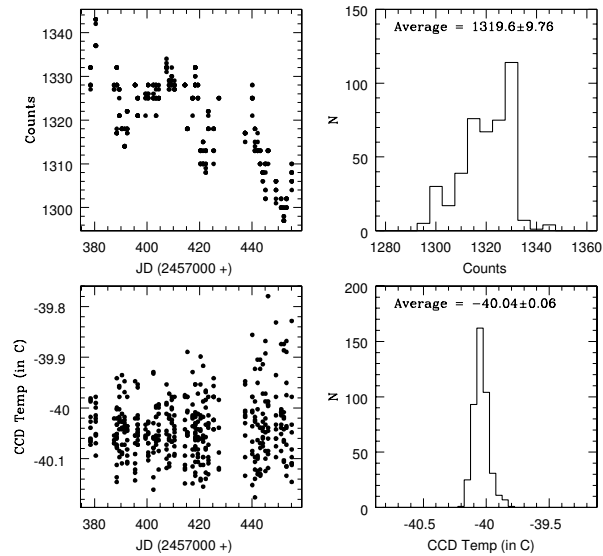 1340
1330
1320
1310
1300
Counts
380 400 420 440
JD (2457000 +)
Average = 1319.6±9.76
150
100
50
0
N
1280 1300 1320 1340 1360
Counts
-39.8
-39.9
-40
-40.1
CCD Temp (in C)
380 400 420 440
JD (2457000 +)
Average = −40.04±0.06
200
150
100
50
0
N
-40.5 -40 -39.5
CCD Temp (in C)